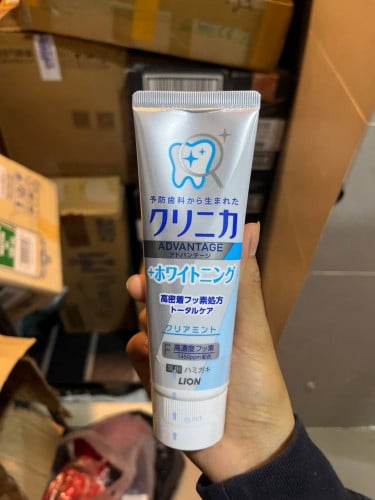 予防歯科から生まれた
クリニカ
ADVANTAGE
アドバンテージ
+ホワイトニング
高密着フッ素処方
トータルケア
クリアミント
高濃度フッ素
1450ppm配合
ハミガキ
LION